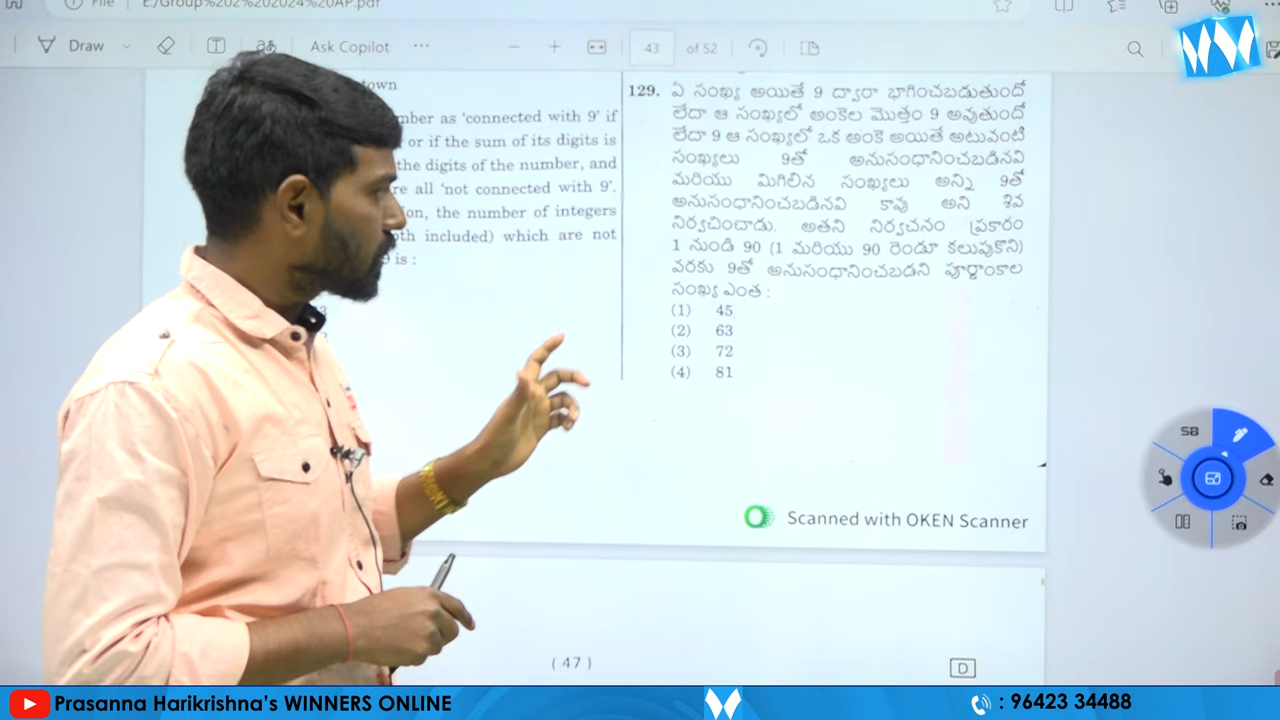 File E:/Group%202%202024%20AP.pdf
Draw Ask Copilot 43 of 52
own
mber as 'connected with 9' if
or if the sum of its digits is
the digits of the number, and
re all 'not connected with 9'.
on, the number of integers
oth included) which are not
9 is :
129. ఏ సంఖ్య అయితే 9 ద్వారా భాగించబడుతుందో
లేదా ఆ సంఖ్యలో అంకెల మొత్తం 9 అవుతుందో
లేదా 9 ఆ సంఖ్యలో ఒక అంకె అయితే అటువంటి
సంఖ్యలు 9తో అనుసంధానించబడినవి
మరియు మిగిలిన సంఖ్యలు అన్ని 9తో
అనుసంధానించబడినవి కావు అని శివ
నిర్వచించాడు. అతని నిర్వచనం ప్రకారం
1 నుండి 90 (1 మరియు 90 రెండూ కలుపుకొని)
వరకు 9తో అనుసంధానించబడని పూర్ణాంకాల
సంఖ్య ఎంత :
(1) 45
(2) 63
(3) 72
(4) 81
Scanned with OKEN Scanner
(47) D
SB
Prasanna Harikrishna's WINNERS ONLINE : 96423 34488